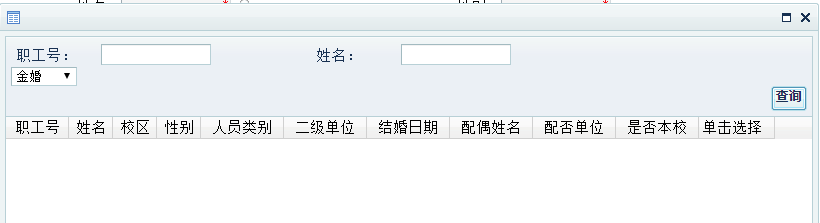 职工号： 姓名：
金婚
查询
职工号 姓名 校区 性别 人员类别 二级单位 结婚日期 配偶姓名 配否单位 是否本校 单击选择